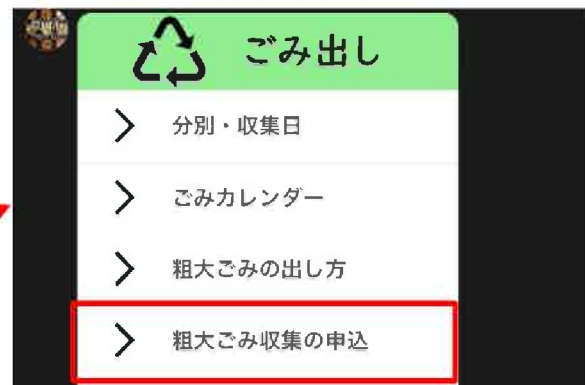 ごみ出し
分別・収集日
ごみカレンダー
粗大ごみの出し方
粗大ごみ収集の申込